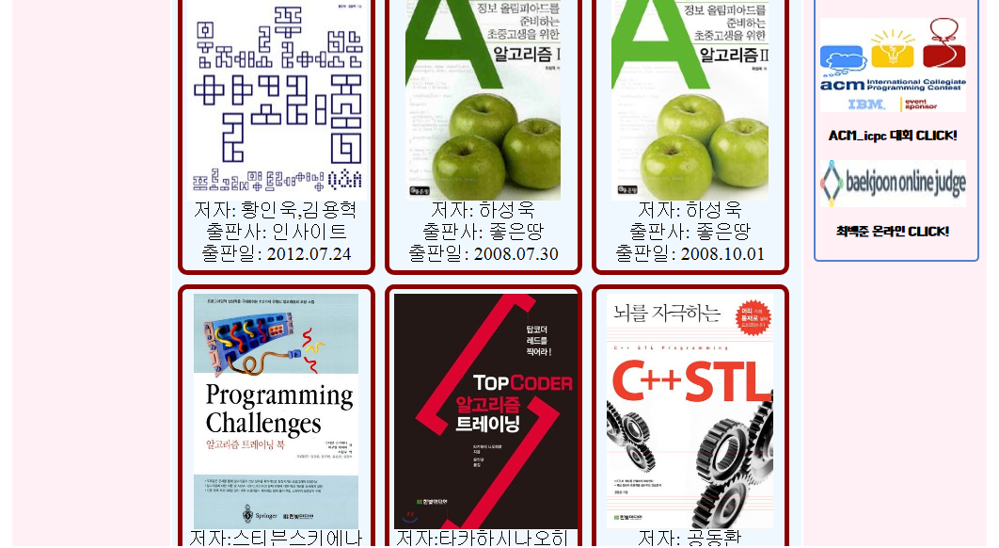 정보 올림피아드를
준비하는
초중고생을 위한
알고리즘 I
정보 올림피아드를
준비하는
초중고생을 위한
알고리즘 II
Q&A
저자: 황인욱,김용혁
출판사: 인사이트
출판일: 2012.07.24
저자: 하성욱
출판사: 좋은땅
출판일: 2008.07.30
저자: 하성욱
출판사: 좋은땅
출판일: 2008.10.01
acm International Collegiate
Programming Contest
IBM. event
sponsor
ACM_icpc 대회 CLICK!
baekjoon online judge
최백준 온라인 CLICK!
Programming
Challenges
알고리즘 트레이닝 북
Springer 한빛미디어
저자:스티븐스키에나
탑코더
레드를
찍어라!
TOPCODER
알고리즘
트레이닝
한빛미디어
저자:타카하시나오히
뇌를 자극하는
C++ STL Programming
C++STL
한빛미디어
저자: 공동환